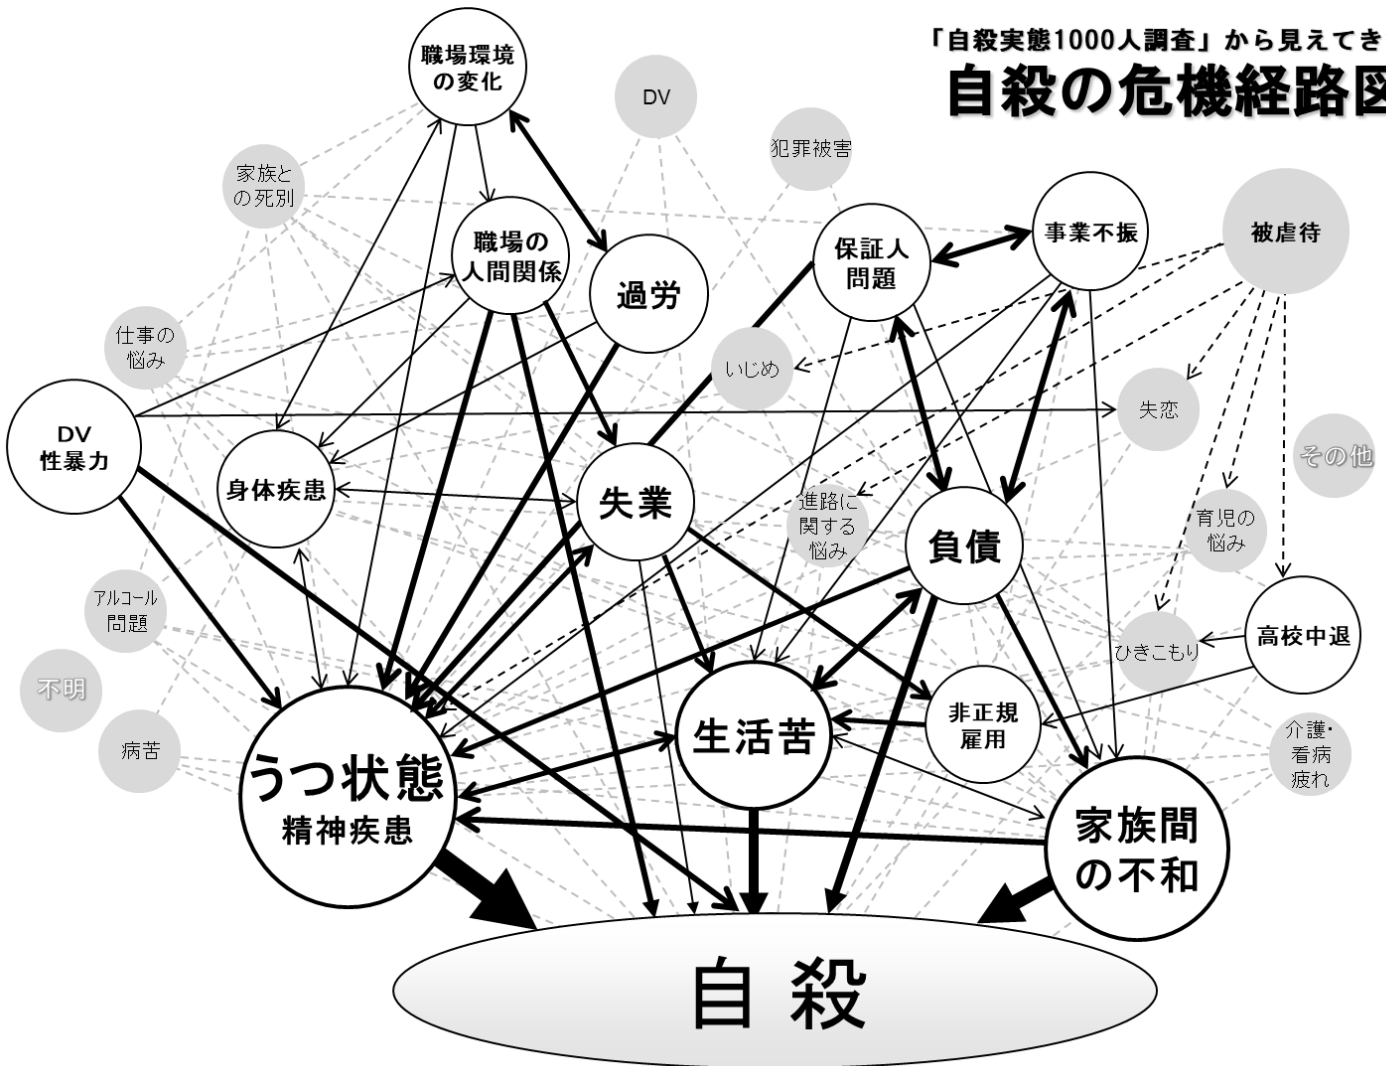 「自殺実態1000人調査」から見えてき
自殺の危機経路図
職場環境
の変化
DV
犯罪被害
家族と
の死別
職場の
人間関係
過労
保証人
問題
事業不振
被虐待
仕事の
悩み
いじめ
失恋
DV
性暴力
その他
身体疾患
失業
進路に
関する
悩み
負債
育児の
悩み
アルコール
問題
高校中退
ひきこもり
不明
病苦
生活苦
非正規
雇用
介護・
看病
疲れ
うつ状態
精神疾患
家族間
の不和
自殺